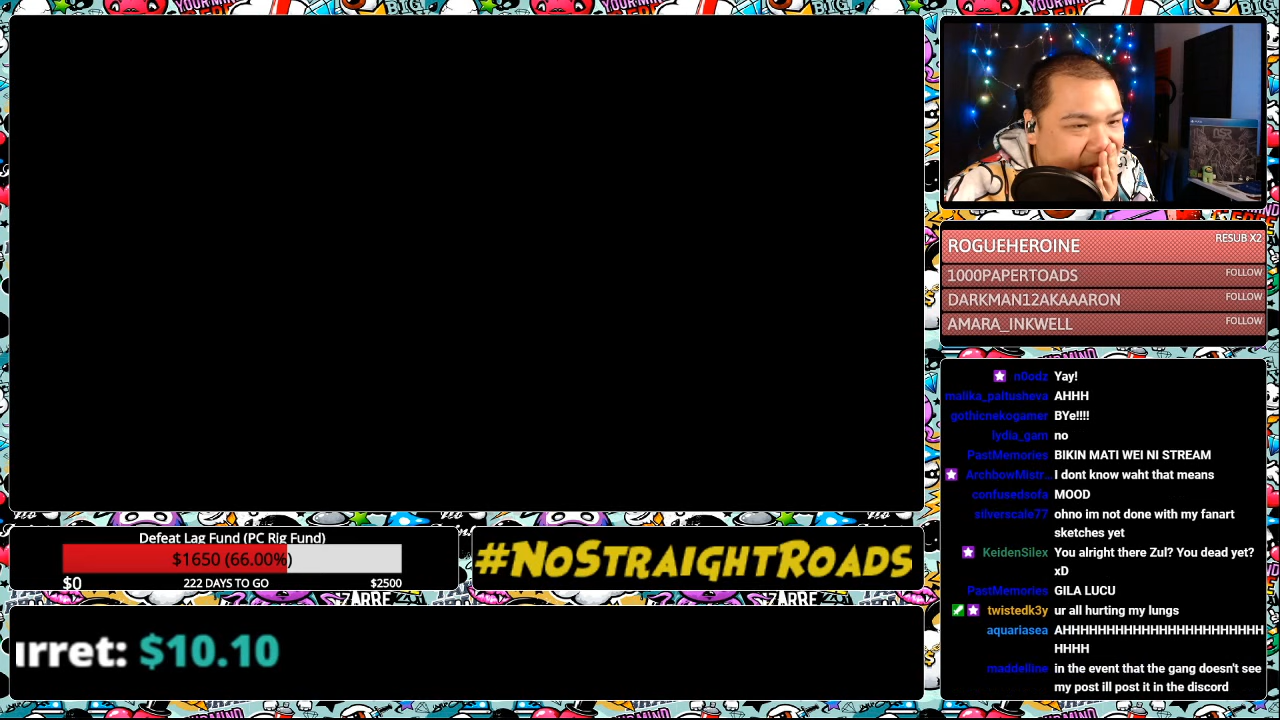 ROGUEHEROINE RESUB X2
1000PAPERTOADS FOLLOW
DARKMAN12AKAAARON FOLLOW
AMARA_INKWELL FOLLOW
n0odz Yay!
malika_paitusheva AHHH
gothicnekogamer BYe!!!!
lydia_gam no
PastMemories BIKIN MATI WEI NI STREAM
ArchbowMistr... I dont know waht that means
confusedsofa MOOD
silverscale77 ohno im not done with my fanart
sketches yet
KeidenSilex You alright there Zul? You dead yet?
xD
PastMemories GILA LUCU
twistedk3y ur all hurting my lungs
aquariasea AHHHHHHHHHHHHHHHHHHHHHHH
HHHH
maddelline in the event that the gang doesn't see
my post ill post it in the discord
Defeat Lag Fund (PC Rig Fund)
$1650 (66.00%)
$0 222 DAYS TO GO $2500
#NoStraightRoads
urret: $10.10